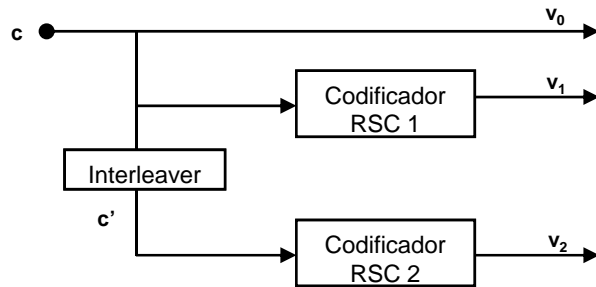 c
v₀
Codificador
RSC 1
v₁
Interleaver
c’
Codificador
RSC 2
v₂